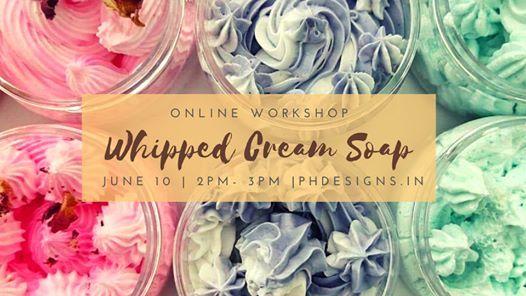 ONLINE WORKSHOP
Whipped Cream Soap
JUNE 10 | 2PM- 3PM |PHDESIGNS.IN